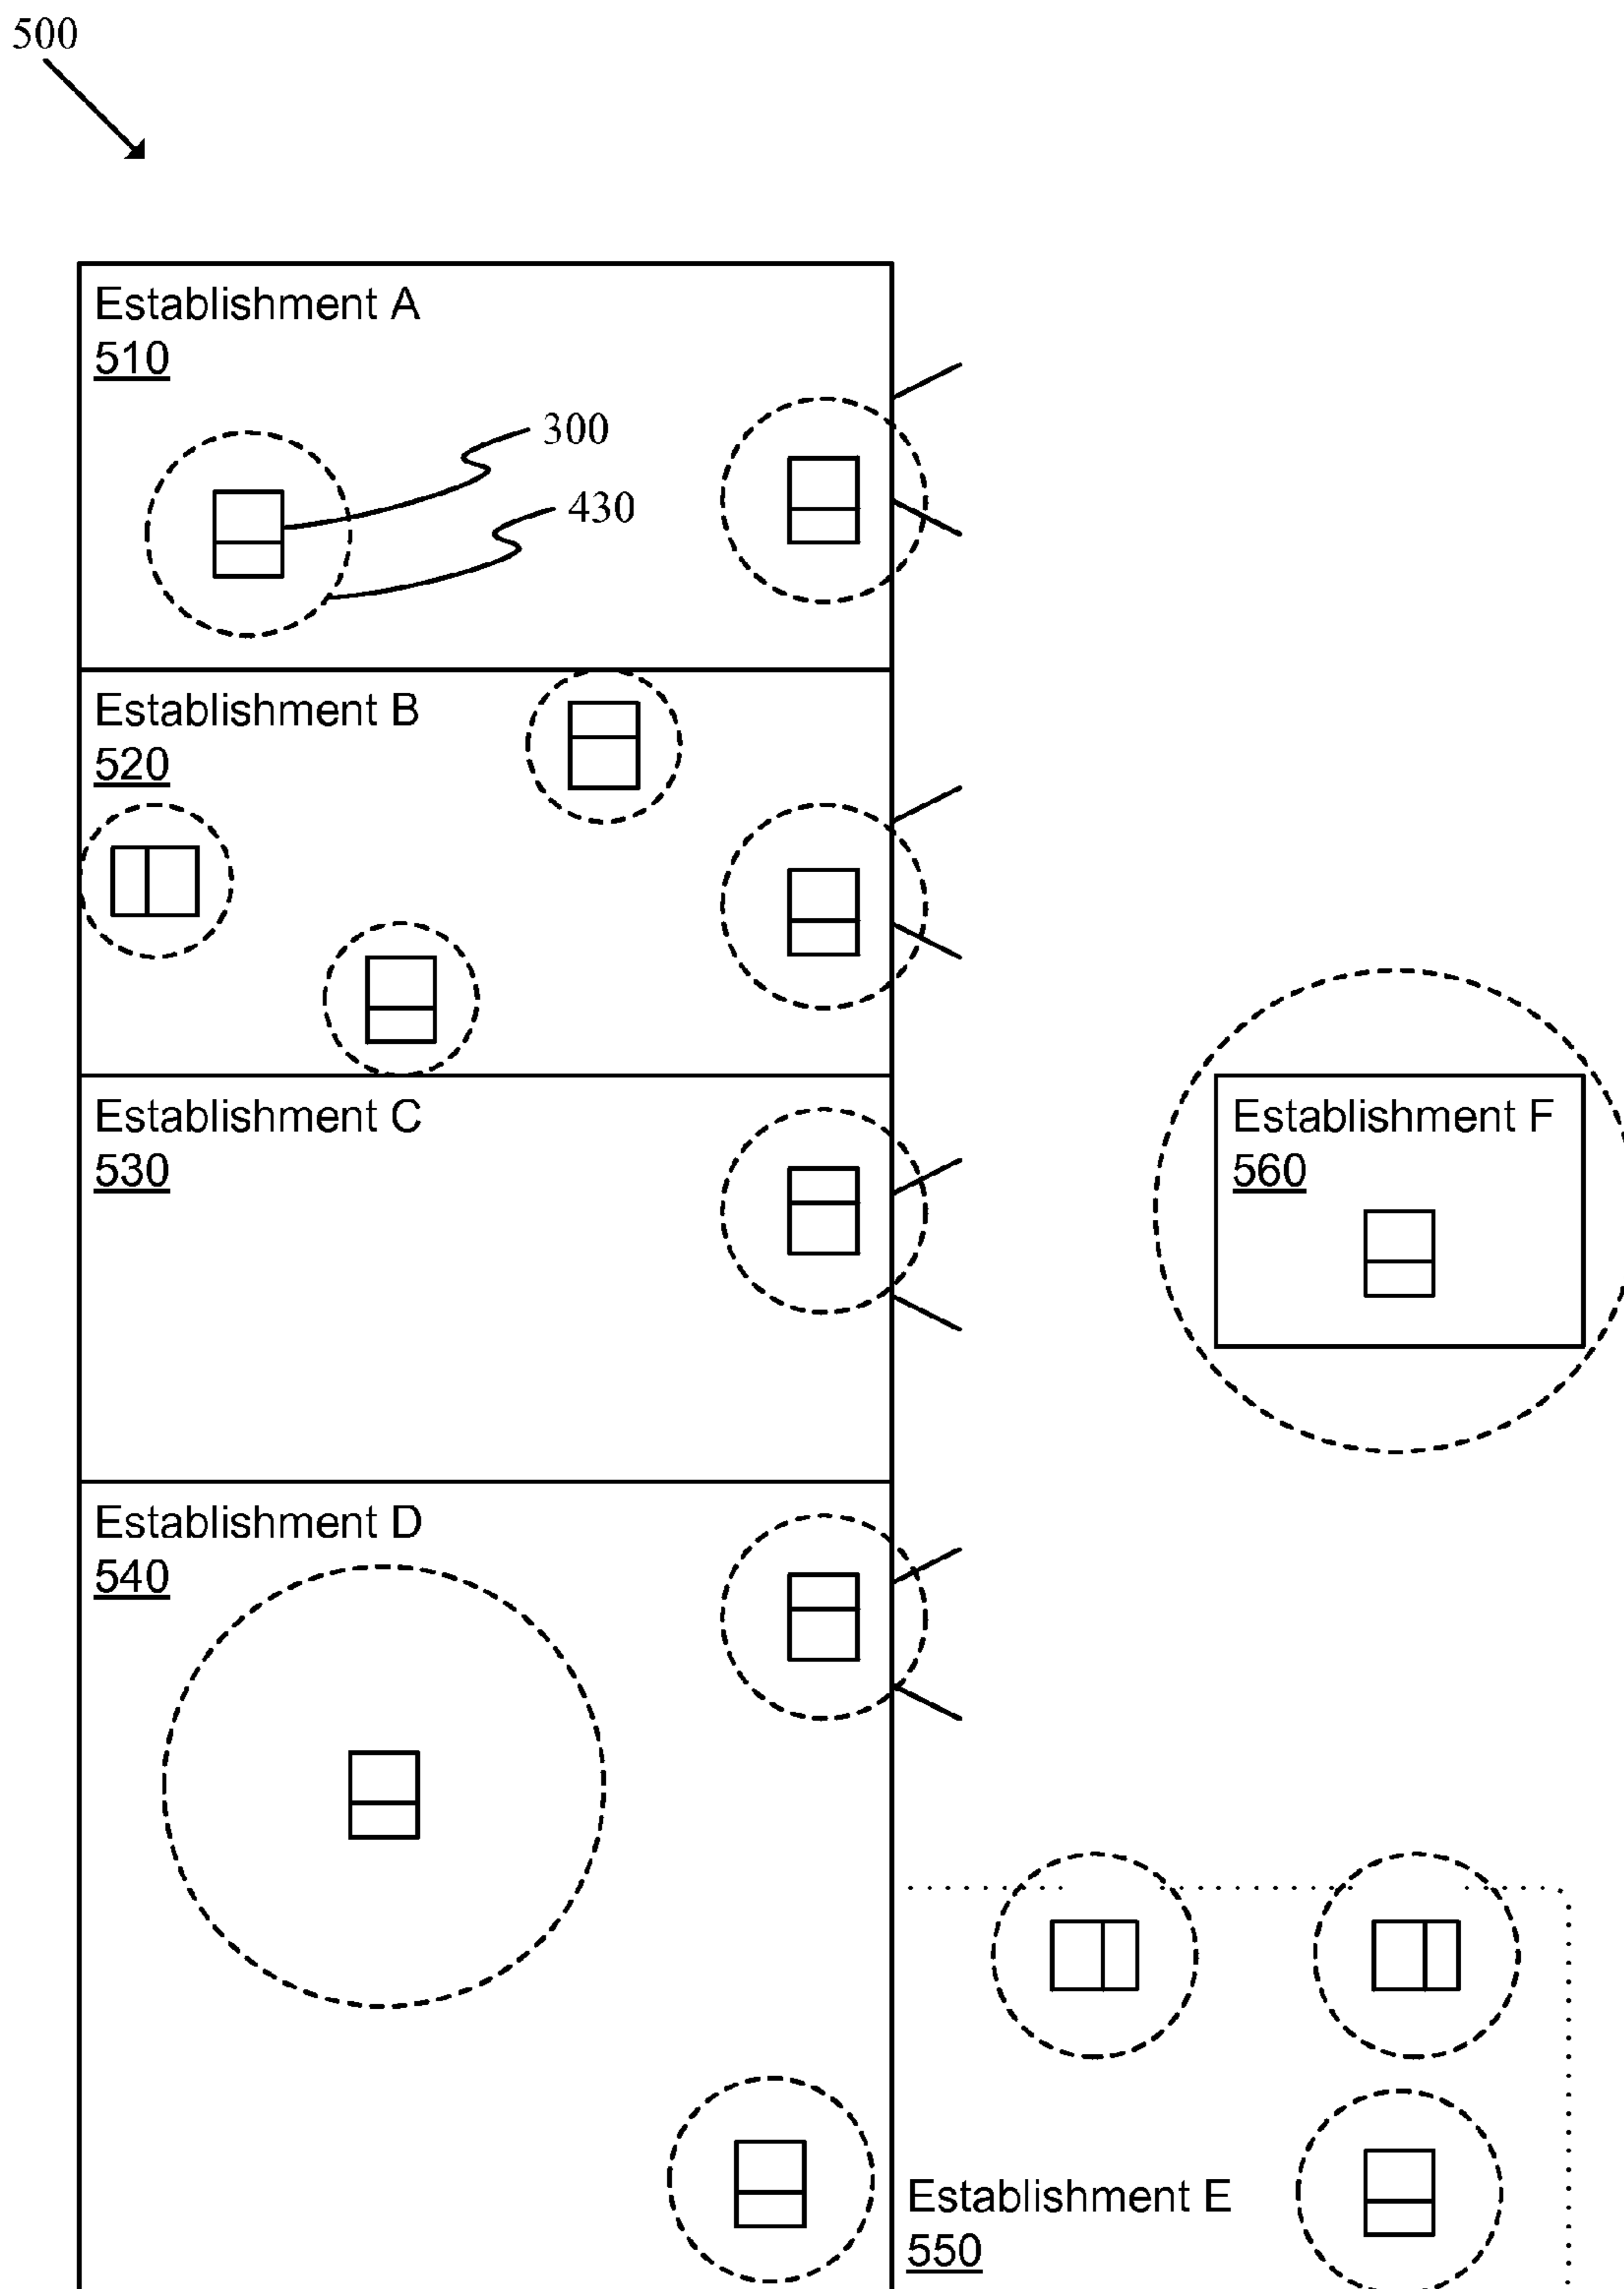 500
Establishment A
510
300
430
Establishment B
520
Establishment C
530
Establishment F
560
Establishment D
540
Establishment E
550